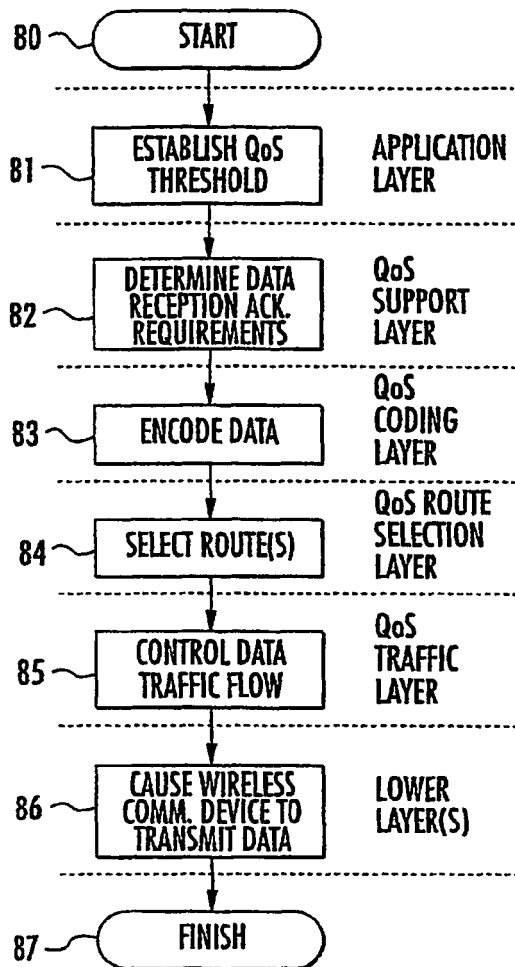 80
START
81
ESTABLISH QoS
THRESHOLD
APPLICATION
LAYER
82
DETERMINE DATA
RECEPTION ACK.
REQUIREMENTS
QoS
SUPPORT
LAYER
83
ENCODE DATA
QoS
CODING
LAYER
84
SELECT ROUTE(S)
QoS ROUTE
SELECTION
LAYER
85
CONTROL DATA
TRAFFIC FLOW
QoS
TRAFFIC
LAYER
86
CAUSE WIRELESS
COMM. DEVICE TO
TRANSMIT DATA
LOWER
LAYER(S)
87
FINISH